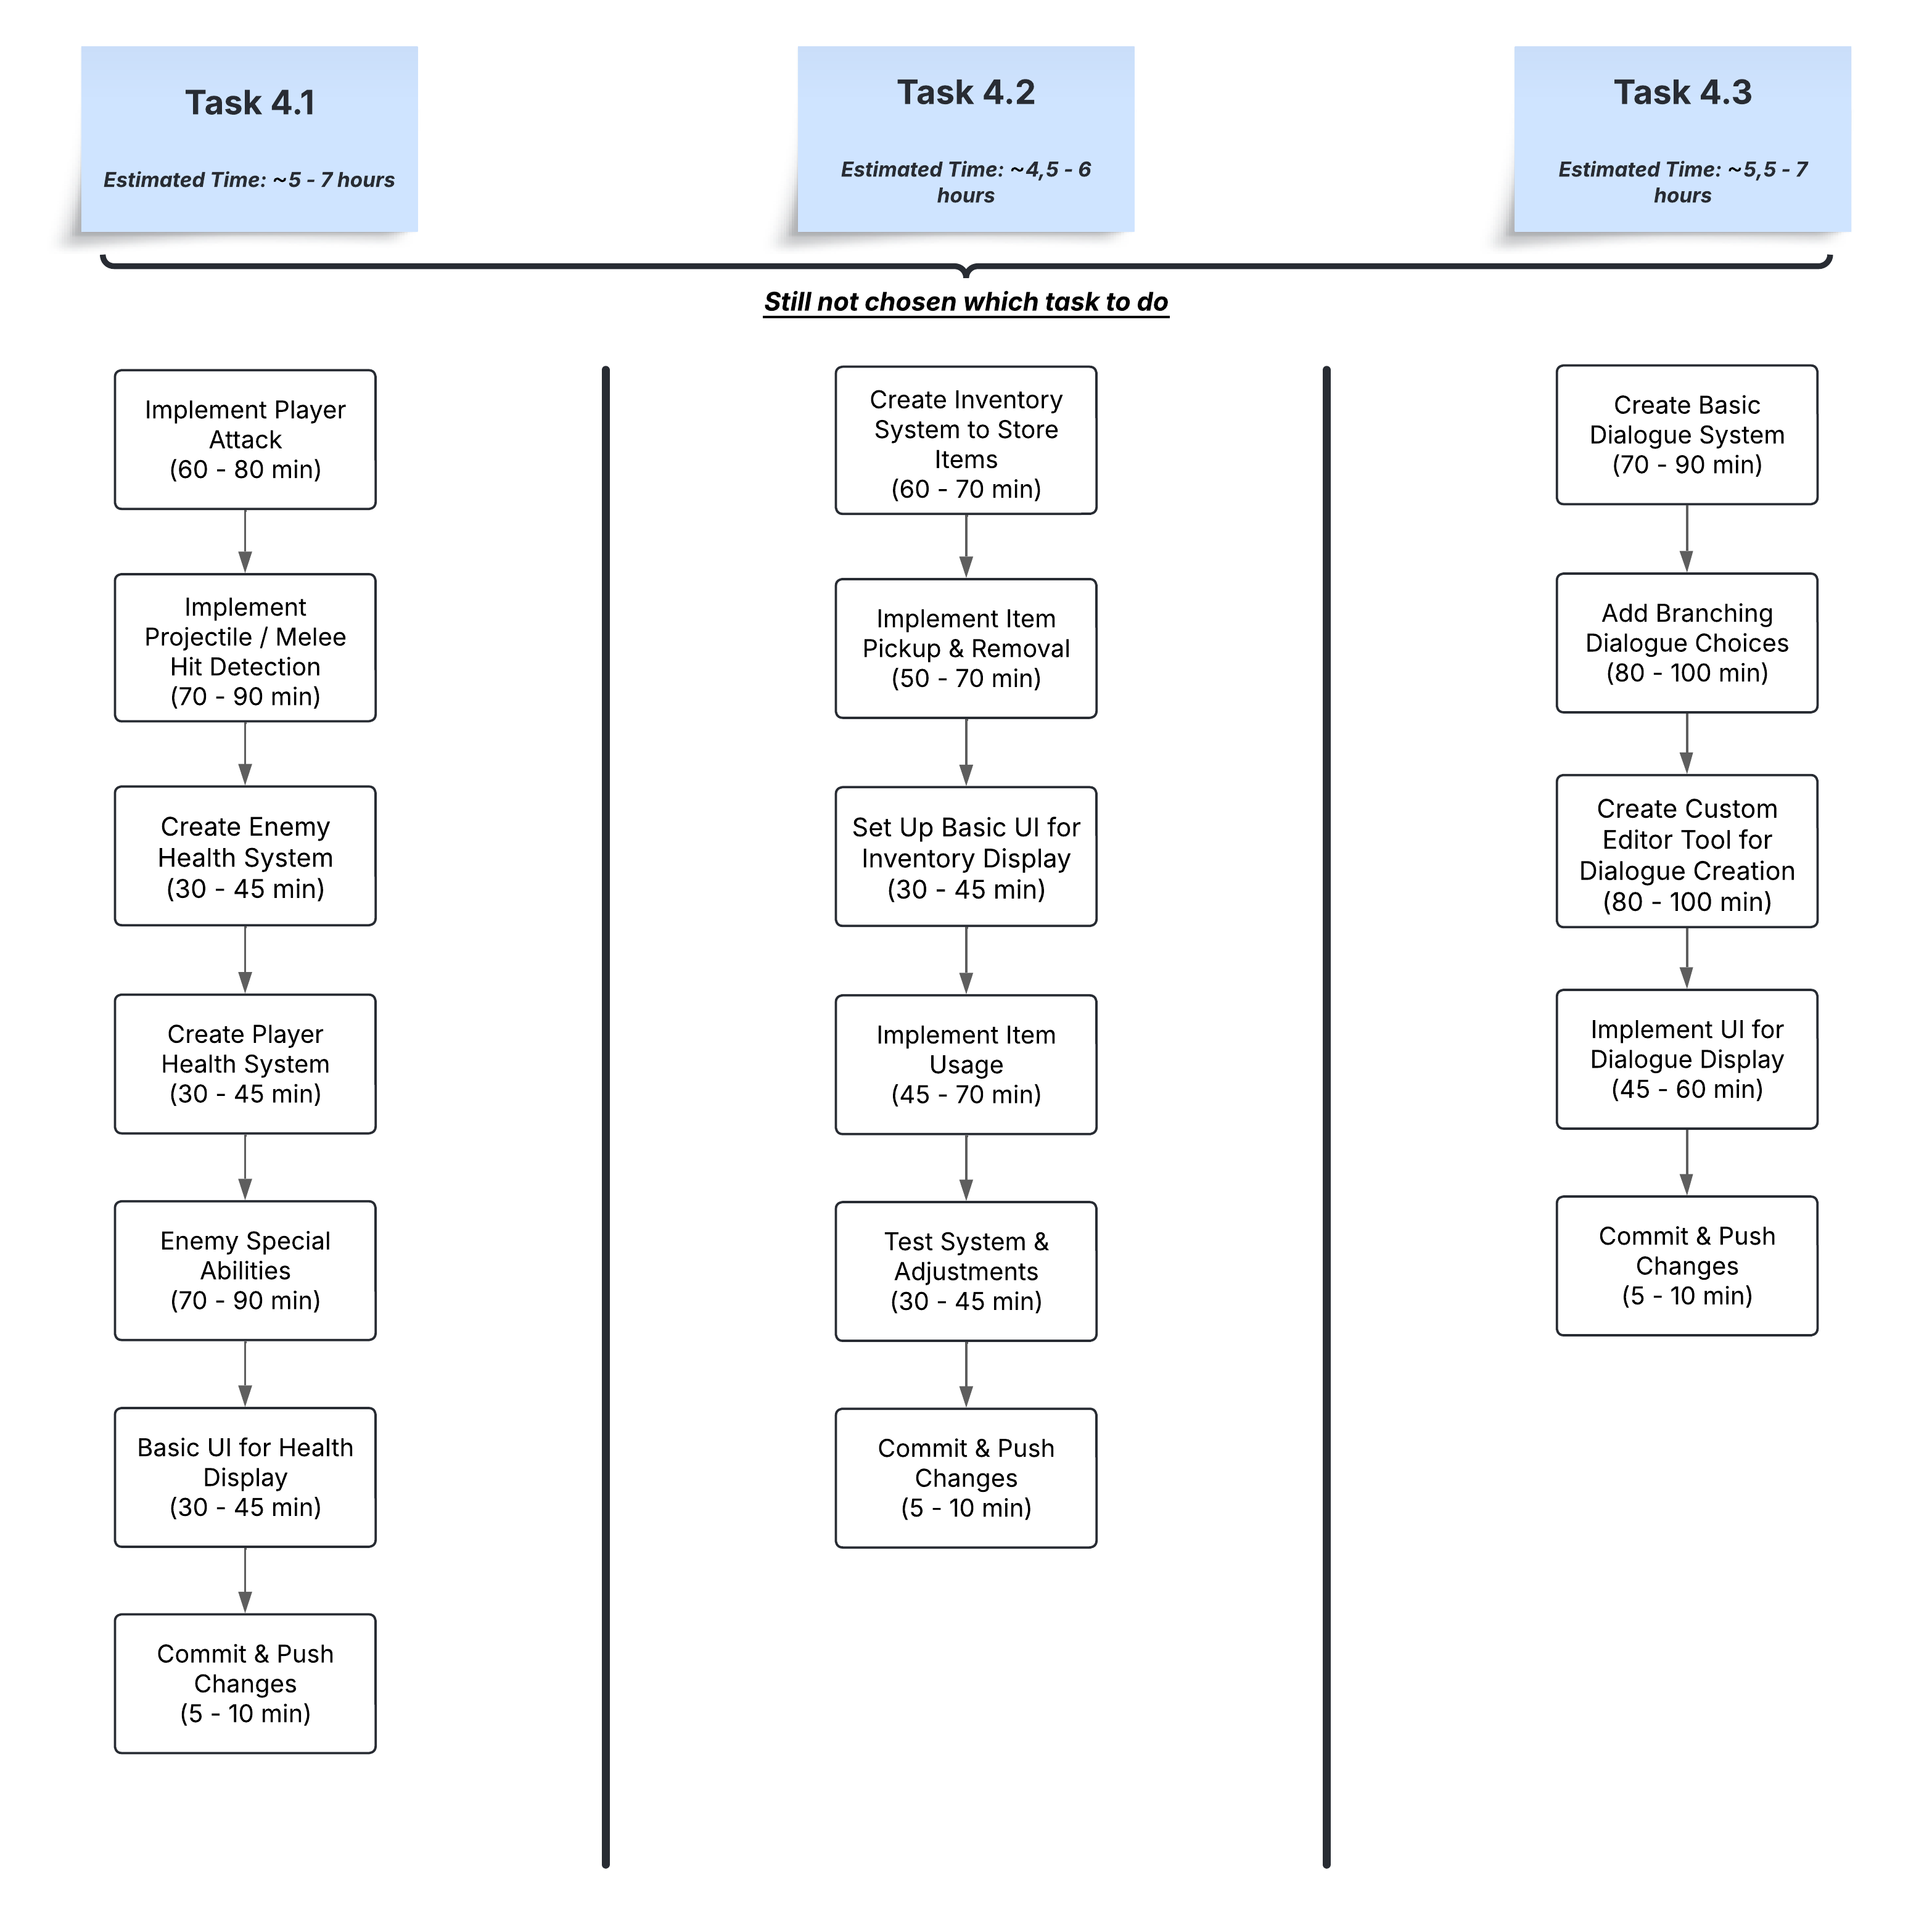 Task 4.1
Estimated Time: ~5 - 7 hours
Task 4.2
Estimated Time: ~4,5 - 6
hours
Task 4.3
Estimated Time: ~5,5 - 7
hours
Still not chosen which task to do
Implement Player
Attack
(60 - 80 min)
Implement
Projectile / Melee
Hit Detection
(70 - 90 min)
Create Enemy
Health System
(30 - 45 min)
Create Player
Health System
(30 - 45 min)
Enemy Special
Abilities
(70 - 90 min)
Basic UI for Health
Display
(30 - 45 min)
Commit & Push
Changes
(5 - 10 min)
Create Inventory
System to Store
Items
(60 - 70 min)
Implement Item
Pickup & Removal
(50 - 70 min)
Set Up Basic UI for
Inventory Display
(30 - 45 min)
Implement Item
Usage
(45 - 70 min)
Test System &
Adjustments
(30 - 45 min)
Commit & Push
Changes
(5 - 10 min)
Create Basic
Dialogue System
(70 - 90 min)
Add Branching
Dialogue Choices
(80 - 100 min)
Create Custom
Editor Tool for
Dialogue Creation
(80 - 100 min)
Implement UI for
Dialogue Display
(45 - 60 min)
Commit & Push
Changes
(5 - 10 min)